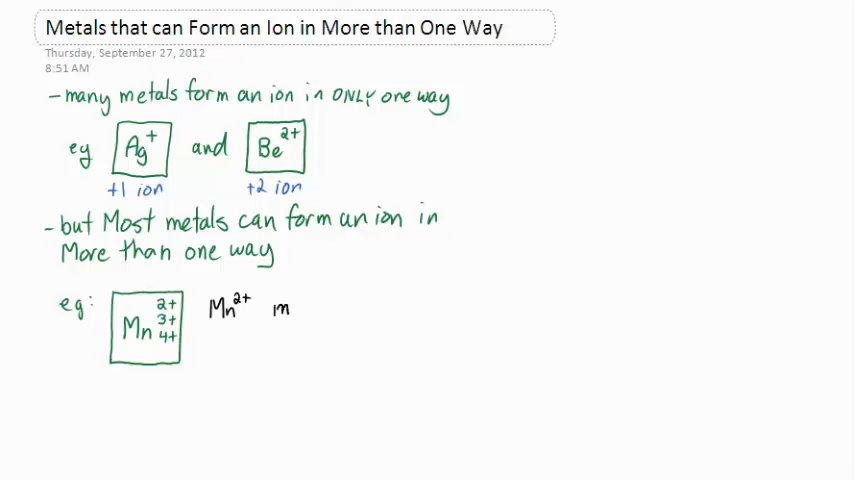 Metals that can Form an Ion in More than One Way
Thursday, September 27, 2012
8:51 AM
- many metals form an ion in ONLY one way
eg Ag⁺ and Be²⁺
+1 ion +2 ion
- but Most metals can form an ion in
More than one way
eg: Mn 2+ 3+ 4+ Mn²⁺ m